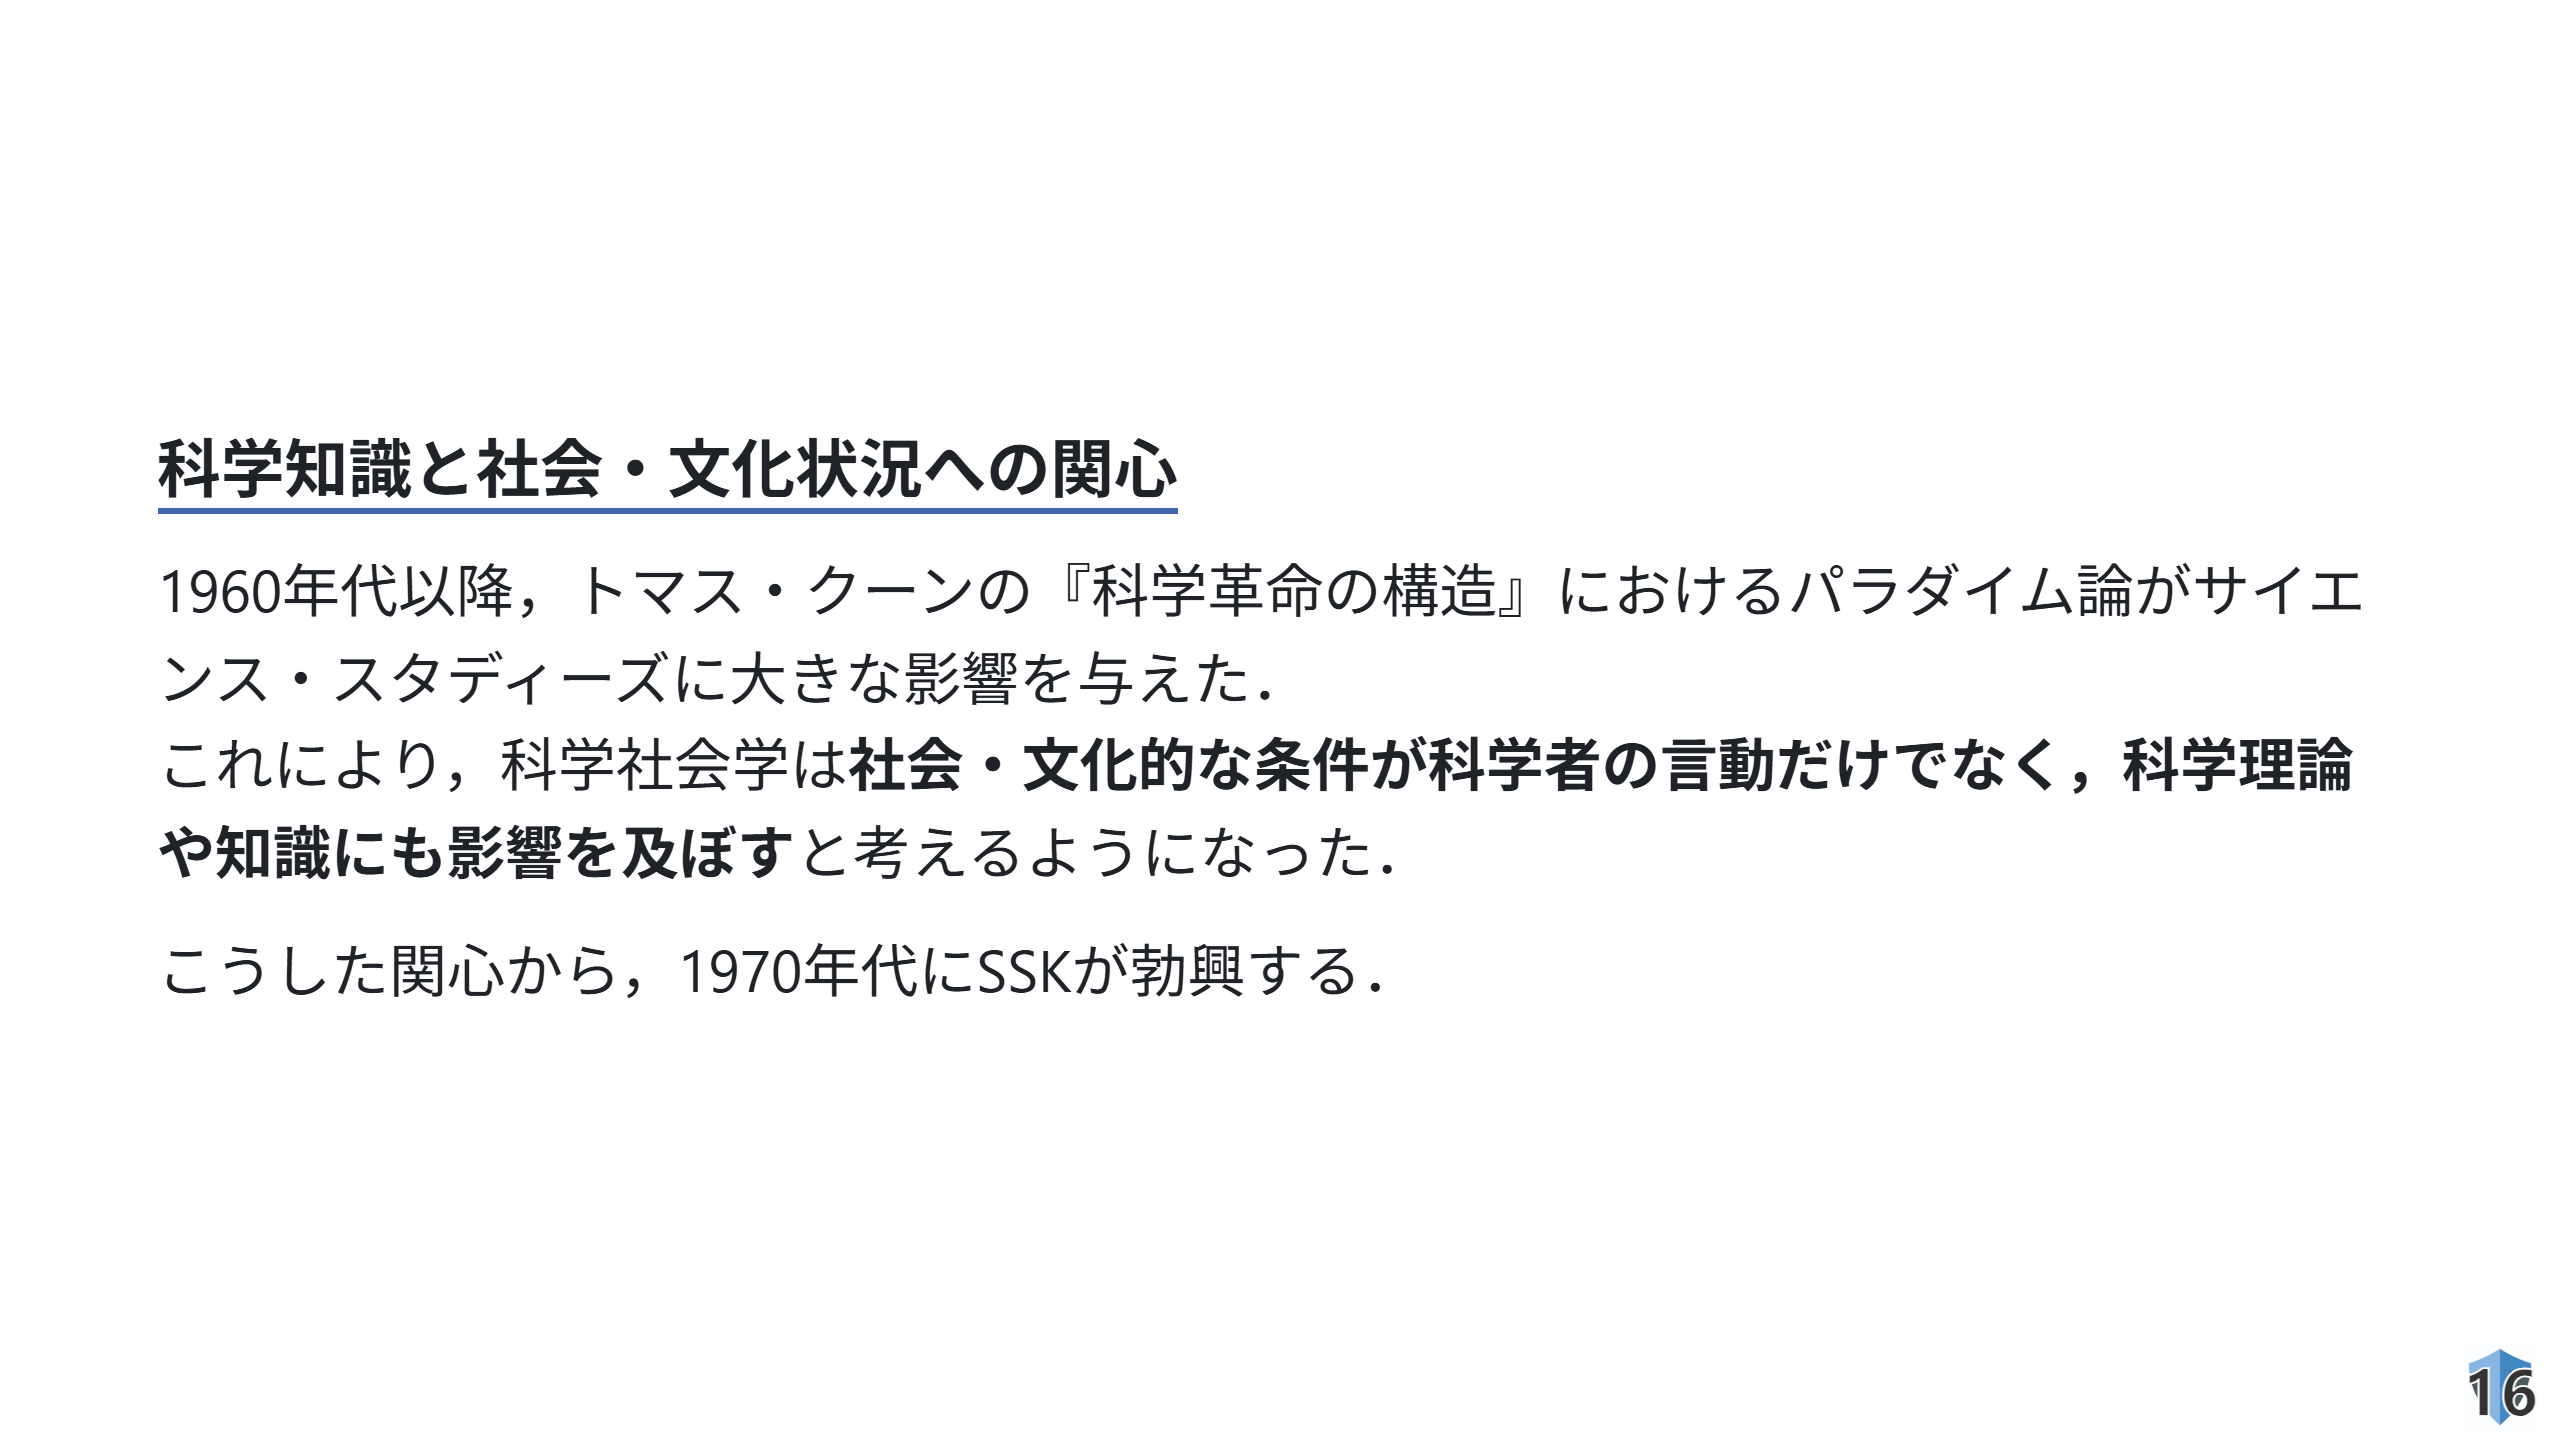 科学知識と社会・文化状況への関心
1960年代以降，トマス・クーンの『科学革命の構造』におけるパラダイム論がサイエ
ンス・スタディーズに大きな影響を与えた．
これにより，科学社会学は社会・文化的な条件が科学者の言動だけでなく，科学理論
や知識にも影響を及ぼすと考えるようになった．
こうした関心から，1970年代にSSKが勃興する．
16